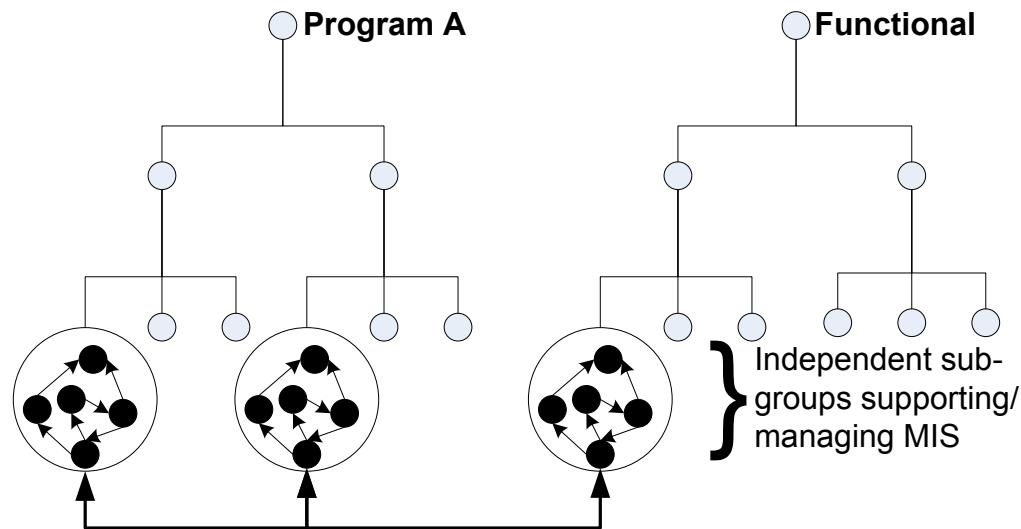 Program A
Functional
Independent sub-
groups supporting/
managing MIS